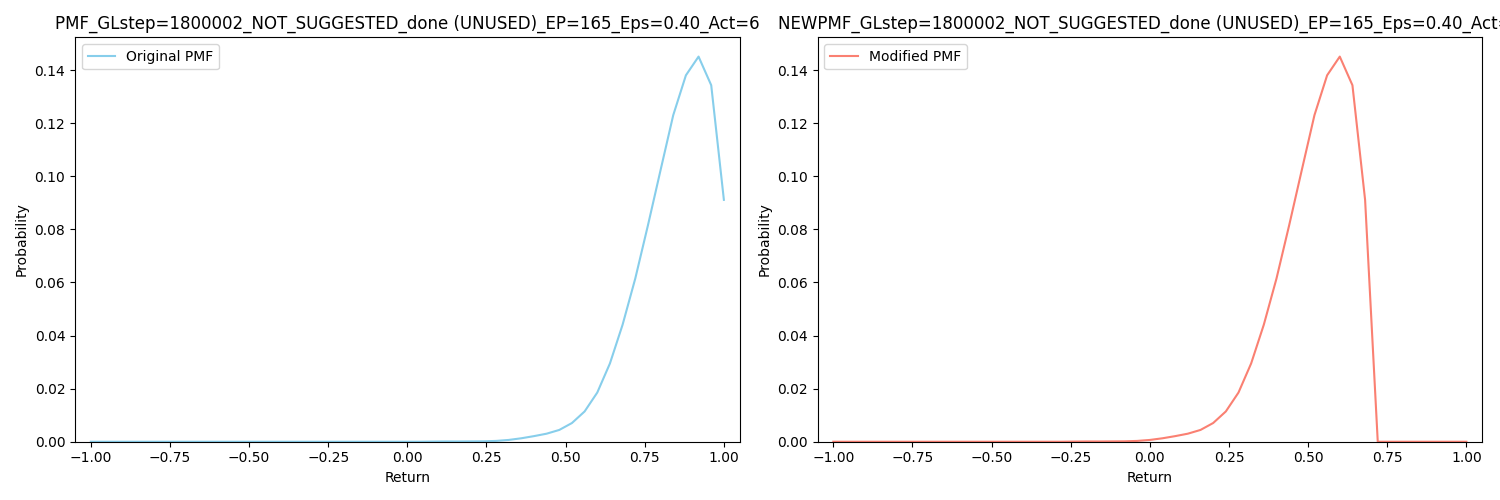 PMF_GLstep=1800002_NOT_SUGGESTED_done (UNUSED)_EP=165_Eps=0.40_Act=6
Original PMF
0.14
0.12
0.10
0.08
0.06
0.04
0.02
0.00
Probability
−1.00 −0.75 −0.50 −0.25 0.00 0.25 0.50 0.75 1.00
Return
NEWPMF_GLstep=1800002_NOT_SUGGESTED_done (UNUSED)_EP=165_Eps=0.40_Act=
Modified PMF
0.14
0.12
0.10
0.08
0.06
0.04
0.02
0.00
Probability
−1.00 −0.75 −0.50 −0.25 0.00 0.25 0.50 0.75 1.00
Return